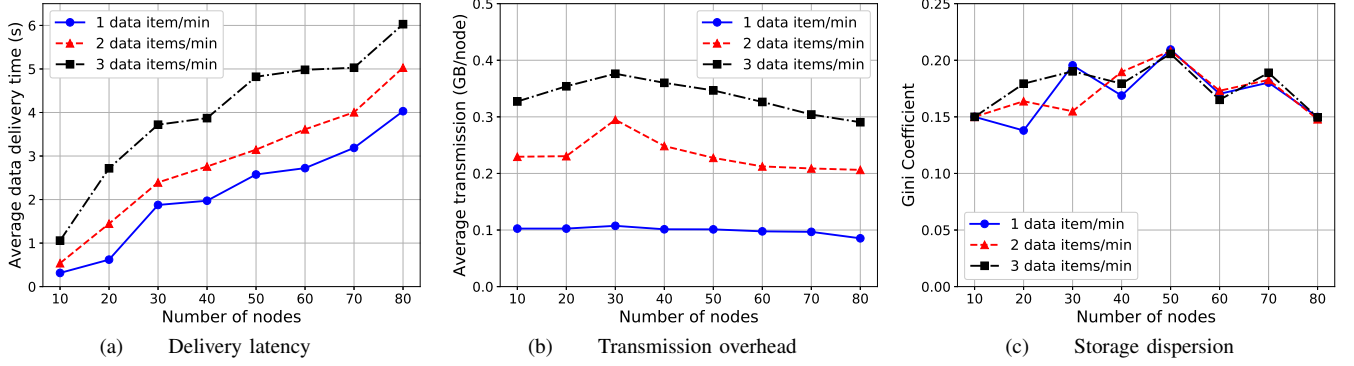 Average data delivery time (s)
6
5
4
3
2
1
0
1 data item/min
2 data items/min
3 data items/min
10 20 30 40 50 60 70 80
Number of nodes
(a) Delivery latency
Average transmission (GB/node)
0.5
0.4
0.3
0.2
0.1
0.0
1 data item/min
2 data items/min
3 data items/min
10 20 30 40 50 60 70 80
Number of nodes
(b) Transmission overhead
Gini Coefficient
0.25
0.20
0.15
0.10
0.05
0.00
1 data item/min
2 data items/min
3 data items/min
10 20 30 40 50 60 70 80
Number of nodes
(c) Storage dispersion